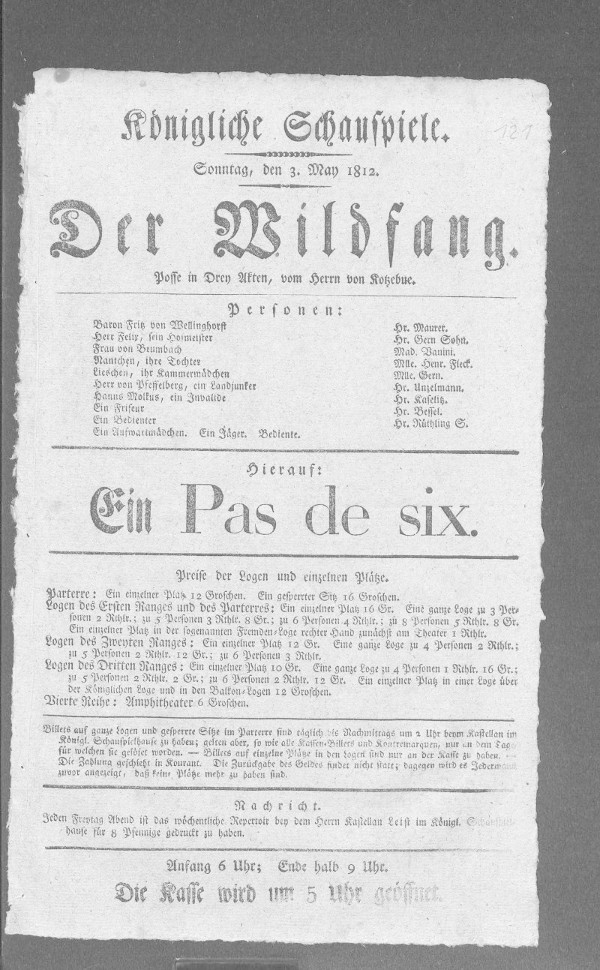 Königliche Schauspiele.
121
Sonntag, den 3. May 1812.
Der Wildfang.
Posse in Drey Akten, vom Herrn von Kotzebue.
Personen:
Baron Fritz von Wellinghorst Hr. Maurer.
Herr Felix, sein Hofmeister Hr. Gern Sohn.
Frau von Brumbach Mad. Vanini.
Nantchen, ihre Tochter Mlle. Henr. Fleck.
Lieschen, ihr Kammermädchen Mlle. Gern.
Herr von Pfeffelberg, ein Landjunker Hr. Unzelmann.
Hanns Molkus, ein Invalide Hr. Kaselitz.
Ein Friseur Hr. Bessel.
Ein Bedienter Hr. Rüthling S.
Ein Aufwartmädchen. Ein Jäger. Bediente.
Hierauf:
Ein Pas de six.
Preise der Logen und einzelnen Plätze.
Parterre: Ein einzelner Platz 12 Groschen. Ein gesperrter Sitz 16 Groschen.
Logen des Ersten Ranges und des Parterres: Ein einzelner Platz 16 Gr. Eine ganze Loge zu 3 Per-
sonen 2 Rthlr.; zu 5 Personen 3 Rthlr. 8 Gr.; zu 6 Personen 4 Rthlr.; zu 8 Personen 5 Rthlr. 8 Gr.
Ein einzelner Platz in der sogenannten Fremden-Loge rechter Hand zunächst am Theater 1 Rthlr.
Logen des Zweyten Ranges: Ein einzelner Platz 12 Gr. Eine ganze Loge zu 4 Personen 2 Rthlr.;
zu 5 Personen 2 Rthlr. 12 Gr.; zu 6 Personen 3 Rthlr.
Logen des Dritten Ranges: Ein einzelner Platz 10 Gr. Eine ganze Loge zu 4 Personen 1 Rthlr. 16 Gr.;
zu 5 Personen 2 Rthlr. 2 Gr.; zu 6 Personen 2 Rthlr. 12 Gr. Ein einzelner Platz in einer Loge über
der Königlichen Loge und in den Balkon-Logen 12 Groschen.
Vierte Reihe: Amphitheater 6 Groschen.
Billets auf ganze Logen und gesperrte Sitze im Parterre sind täglich bis Nachmittags um 2 Uhr beym Kastellan im
Königl. Schauspielhause zu haben; gelten aber, so wie alle Kassen-Billets und Kontremarquen, nur an dem Tage
für welchen sie gelöset worden. — Billets auf einzelne Plätze in den Logen sind nur an der Kasse zu haben. —
Die Zahlung geschieht in Kourant. Die Zurückgabe des Geldes findet nicht statt; dagegen wird es Jedermann
zuvor angezeigt, daß keine Plätze mehr zu haben sind.
Nachricht.
Jeden Freytag Abend ist das wöchentliche Repertoir bey dem Herrn Kastellan Leist im Königl. Schauspiel-
hause für 8 Pfennige gedruckt zu haben.
Anfang 6 Uhr; Ende halb 9 Uhr.
Die Kasse wird um 5 Uhr geöffnet.